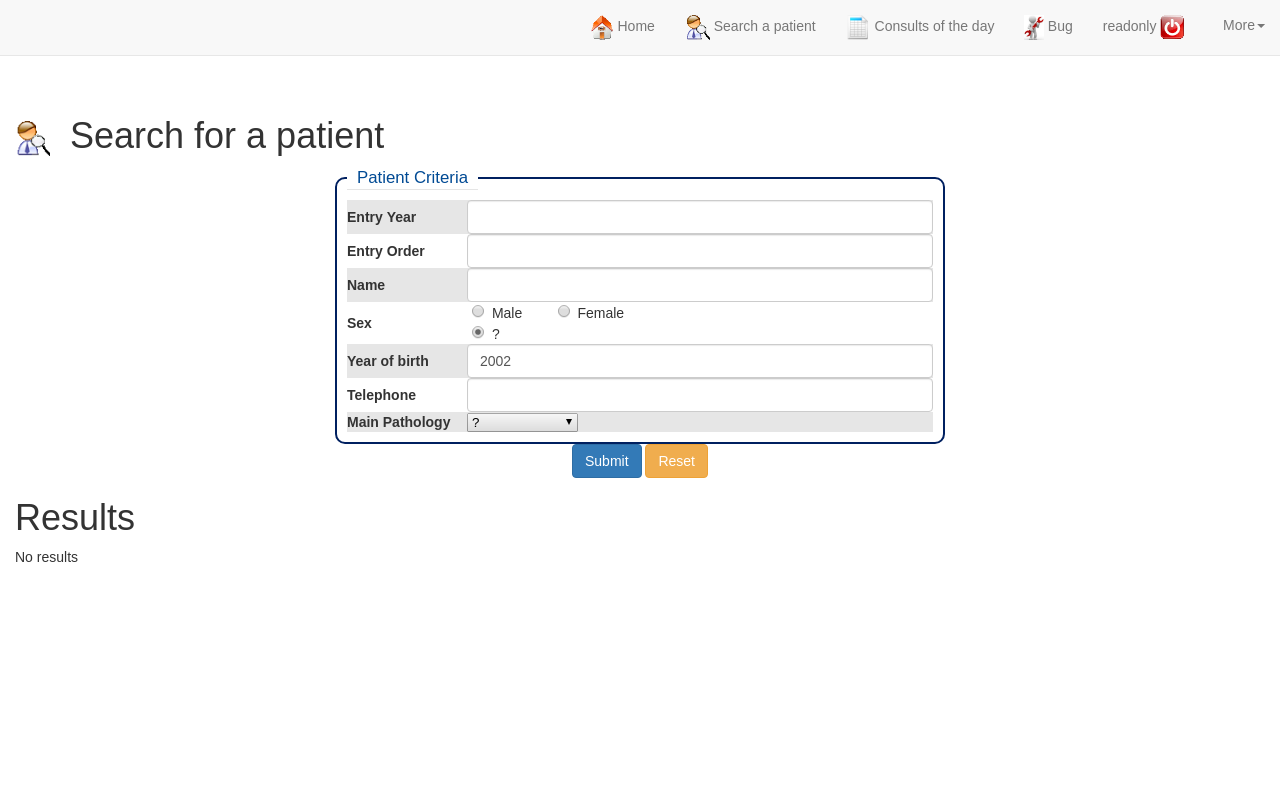 Home Search a patient Consults of the day Bug readonly More
Search for a patient
Patient Criteria
Entry Year
Entry Order
Name
Sex Male Female
?
Year of birth 2002
Telephone
Main Pathology ?
Submit Reset
Results
No results